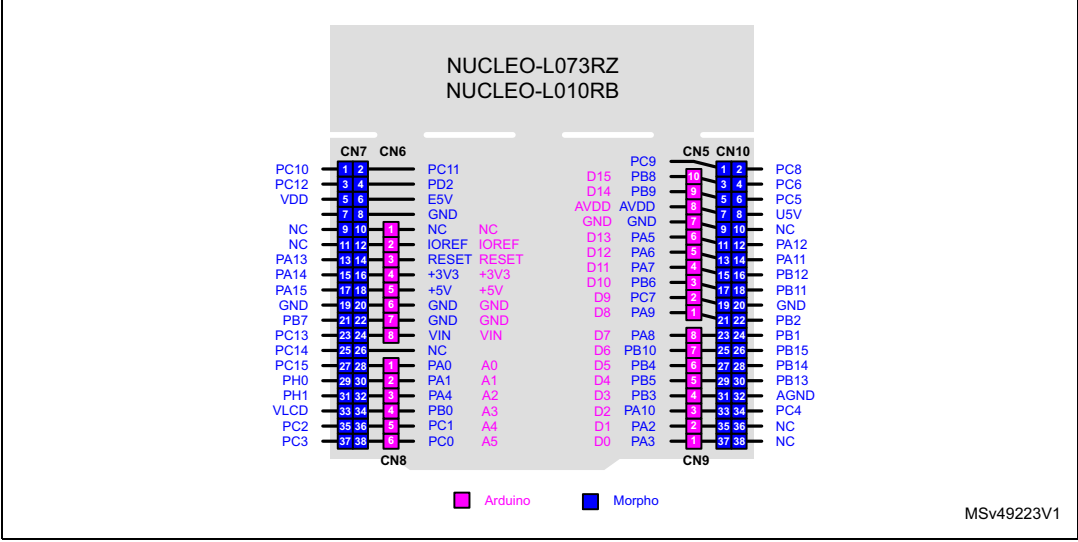 NUCLEO-L073RZ
NUCLEO-L010RB
CN7 CN6 CN5 CN10
PC9
PC10 1 2 PC11 D15 PB8 10 1 2 PC8
PC12 3 4 PD2 D14 PB9 9 3 4 PC6
VDD 5 6 E5V AVDD AVDD 8 5 6 PC5
7 8 GND GND GND 7 7 8 U5V
NC 9 10 1 NC NC D13 PA5 6 9 10 NC
NC 11 12 2 IOREF IOREF D12 PA6 5 11 12 PA12
PA13 13 14 3 RESET RESET D11 PA7 4 13 14 PA11
PA14 15 16 4 +3V3 +3V3 D10 PB6 3 15 16 PB12
PA15 17 18 5 +5V +5V D9 PC7 2 17 18 PB11
GND 19 20 6 GND GND D8 PA9 1 19 20 GND
PB7 21 22 7 GND GND 21 22 PB2
PC13 23 24 8 VIN VIN D7 PA8 8 23 24 PB1
PC14 25 26 NC D6 PB10 7 25 26 PB15
PC15 27 28 1 PA0 A0 D5 PB4 6 27 28 PB14
PH0 29 30 2 PA1 A1 D4 PB5 5 29 30 PB13
PH1 31 32 3 PA4 A2 D3 PB3 4 31 32 AGND
VLCD 33 34 4 PB0 A3 D2 PA10 3 33 34 PC4
PC2 35 36 5 PC1 A4 D1 PA2 2 35 36 NC
PC3 37 38 6 PC0 A5 D0 PA3 1 37 38 NC
CN8 CN9
Arduino Morpho
MSv49223V1